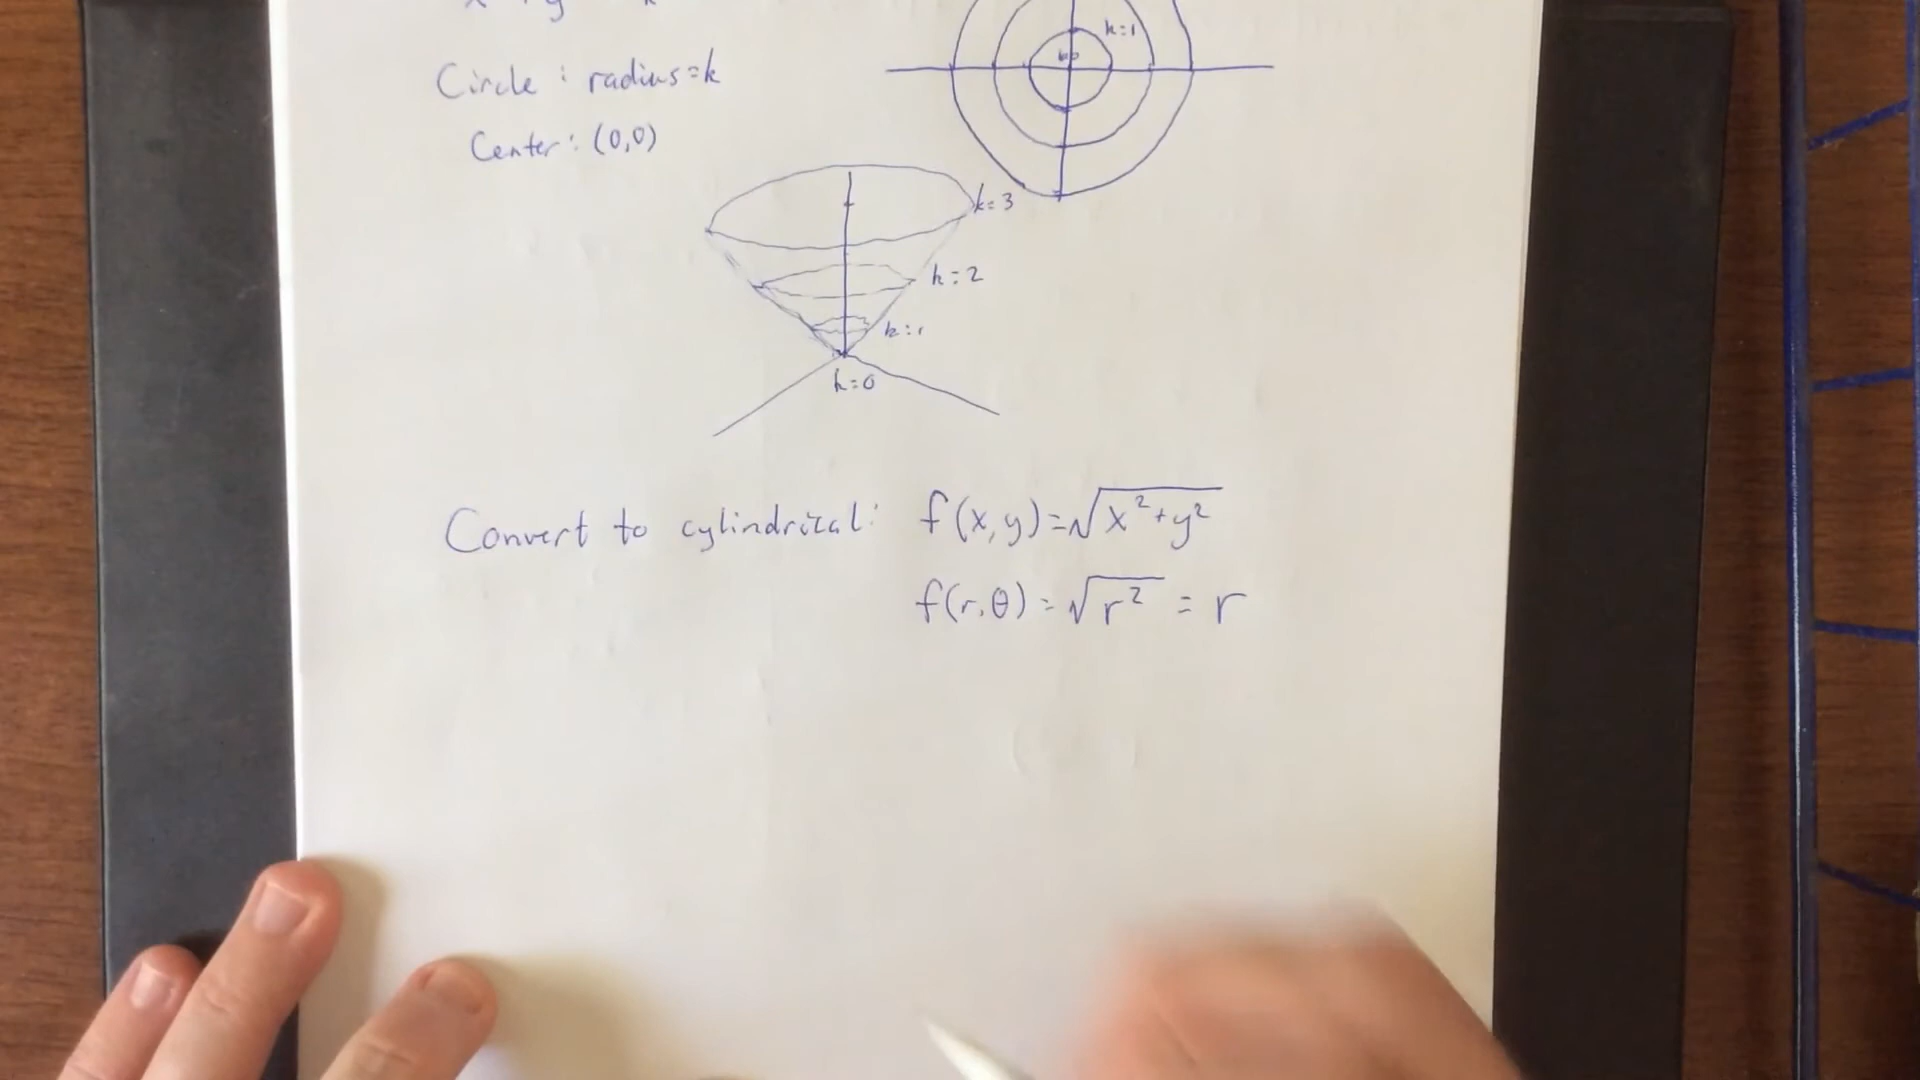 k=1
Circle : radius=k
Center : (0,0)
k=3
k=2
k=1
k=0
Convert to cylindrical: f(x,y)=√x²+y²
f(r,θ)=√r² = r